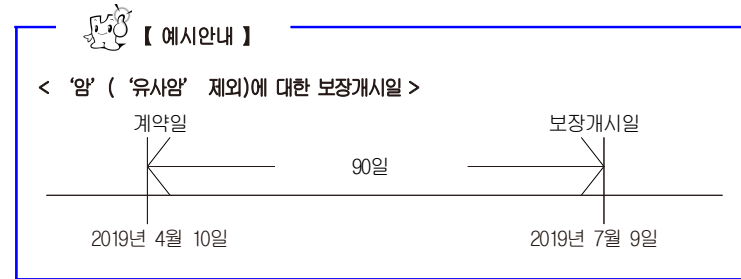 【 예시안내 】
< ‘암’ ( ‘유사암’ 제외)에 대한 보장개시일 >
계약일 보장개시일
90일
2019년 4월 10일 2019년 7월 9일